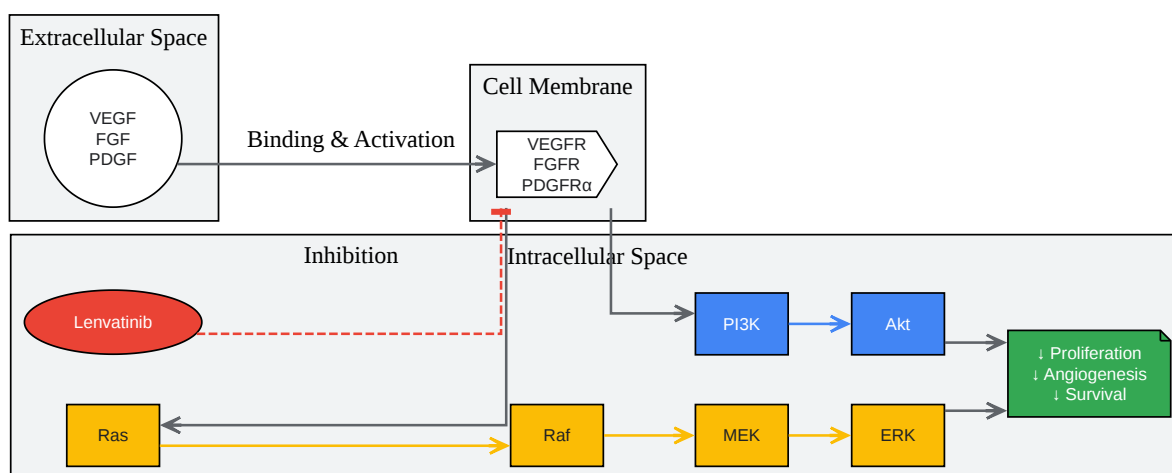 Extracellular Space
VEGF
FGF
PDGF
Binding & Activation
Cell Membrane
VEGFR
FGFR
PDGFRα
Inhibition
Intracellular Space
Lenvatinib
PI3K
Akt
↓ Proliferation
↓ Angiogenesis
↓ Survival
Ras
Raf
MEK
ERK